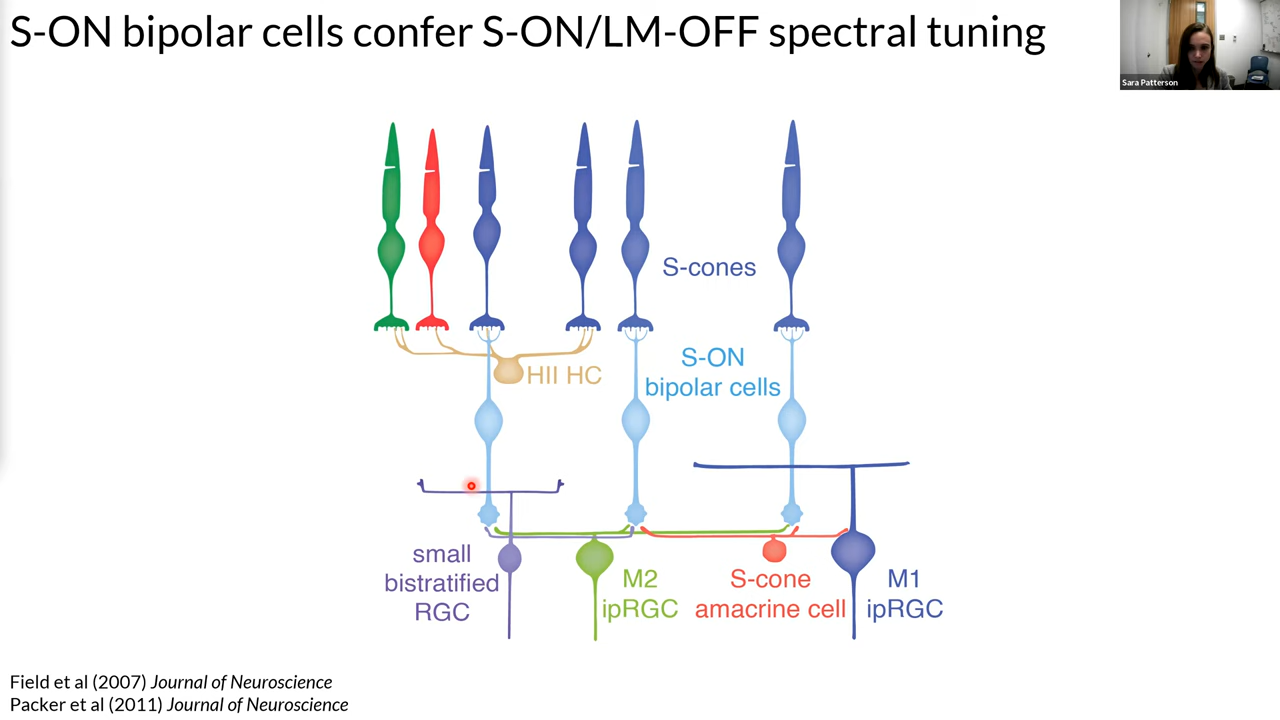 S-ON bipolar cells confer S-ON/LM-OFF spectral tuning
Sara Patterson
S-cones
S-ON
bipolar cells
HII HC
small
bistratified
RGC
M2
ipRGC
S-cone
amacrine cell
M1
ipRGC
Field et al (2007) Journal of Neuroscience
Packer et al (2011) Journal of Neuroscience